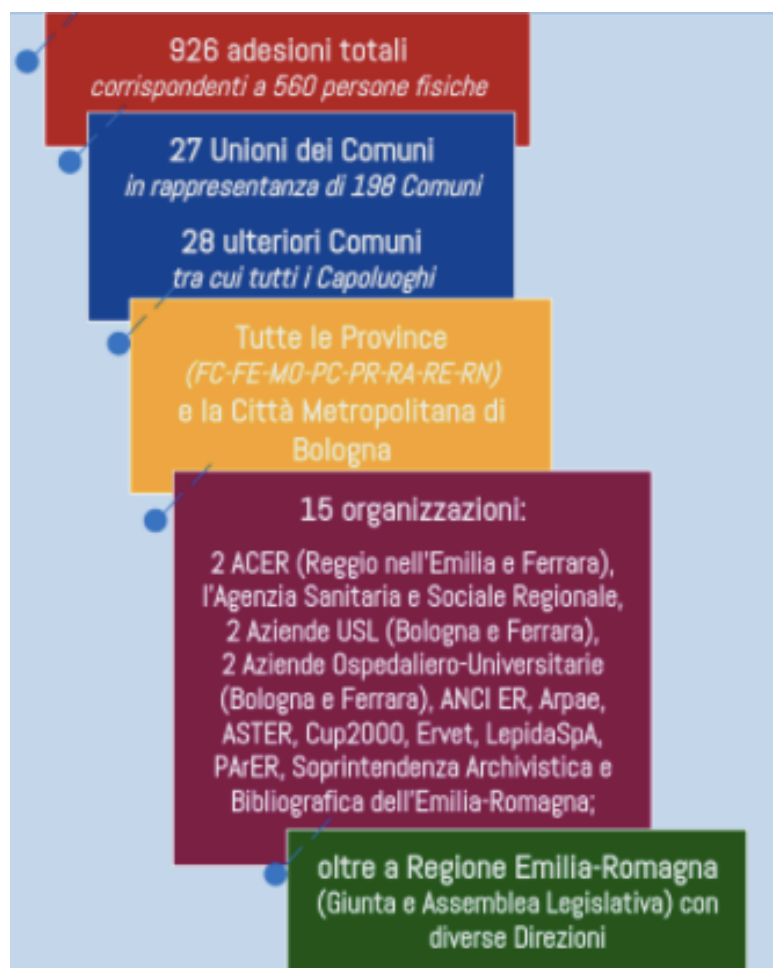 926 adesioni totali
corrispondenti a 560 persone fisiche
27 Unioni dei Comuni
in rappresentanza di 198 Comuni
28 ulteriori Comuni
tra cui tutti i Capoluoghi
Tutte le Province
(FC-FE-MO-PC-PR-RA-RE-RN)
e la Città Metropolitana di
Bologna
15 organizzazioni:
2 ACER (Reggio nell'Emilia e Ferrara),
l'Agenzia Sanitaria e Sociale Regionale,
2 Aziende USL (Bologna e Ferrara),
2 Aziende Ospedaliero-Universitarie
(Bologna e Ferrara), ANCI ER, Arpae,
ASTER, Cup2000, Ervet, LepidaSpA,
PArER, Soprintendenza Archivistica e
Bibliografica dell'Emilia-Romagna;
oltre a Regione Emilia-Romagna
(Giunta e Assemblea Legislativa) con
diverse Direzioni